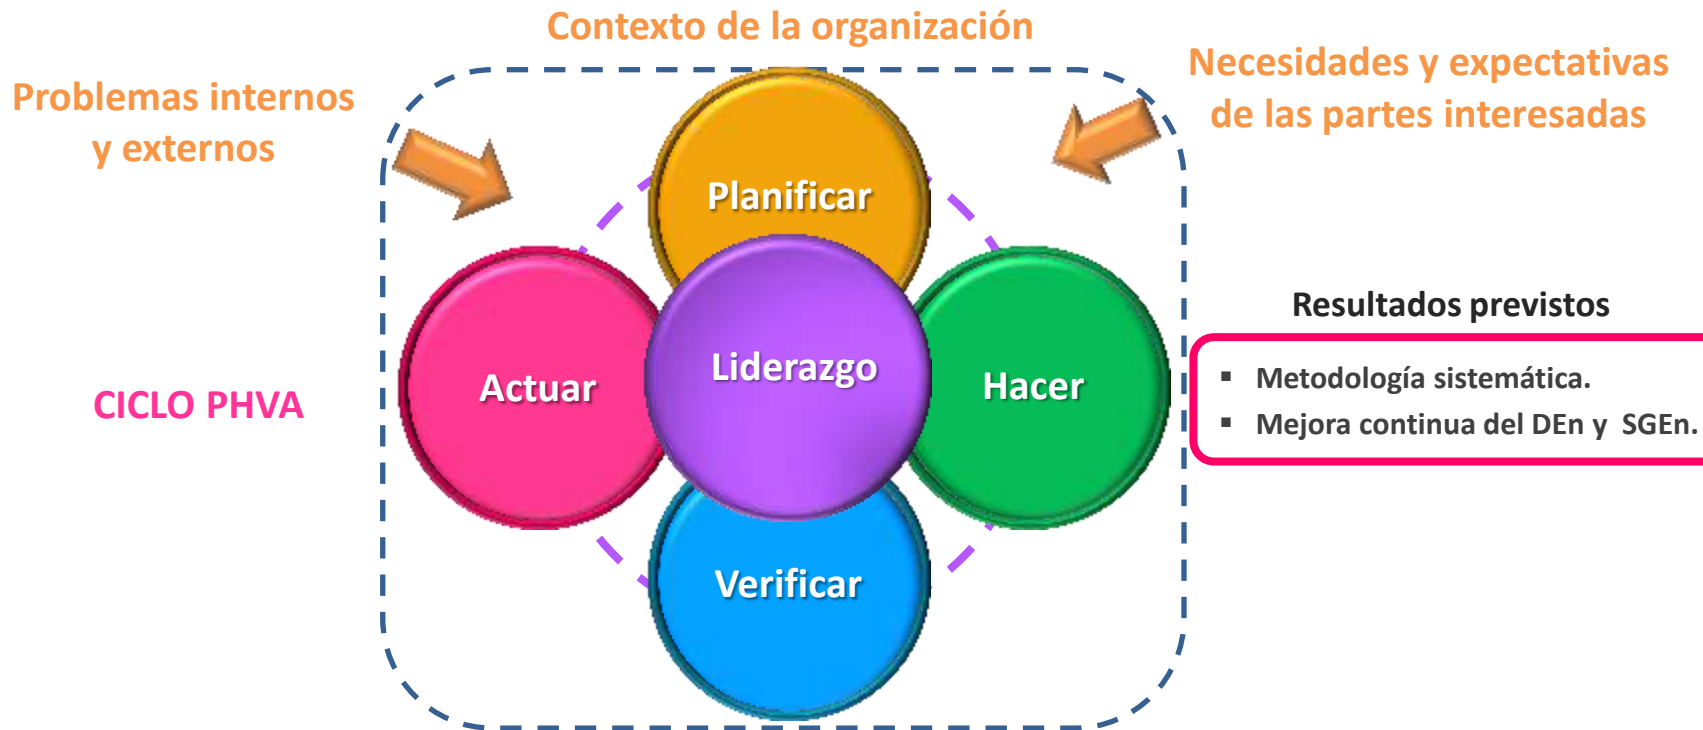 Contexto de la organización
Problemas internos
y externos
Necesidades y expectativas
de las partes interesadas
Planificar
Liderazgo
Actuar
Hacer
Verificar
CICLO PHVA
Resultados previstos
▪ Metodología sistemática.
▪ Mejora continua del DEn y SGEn.